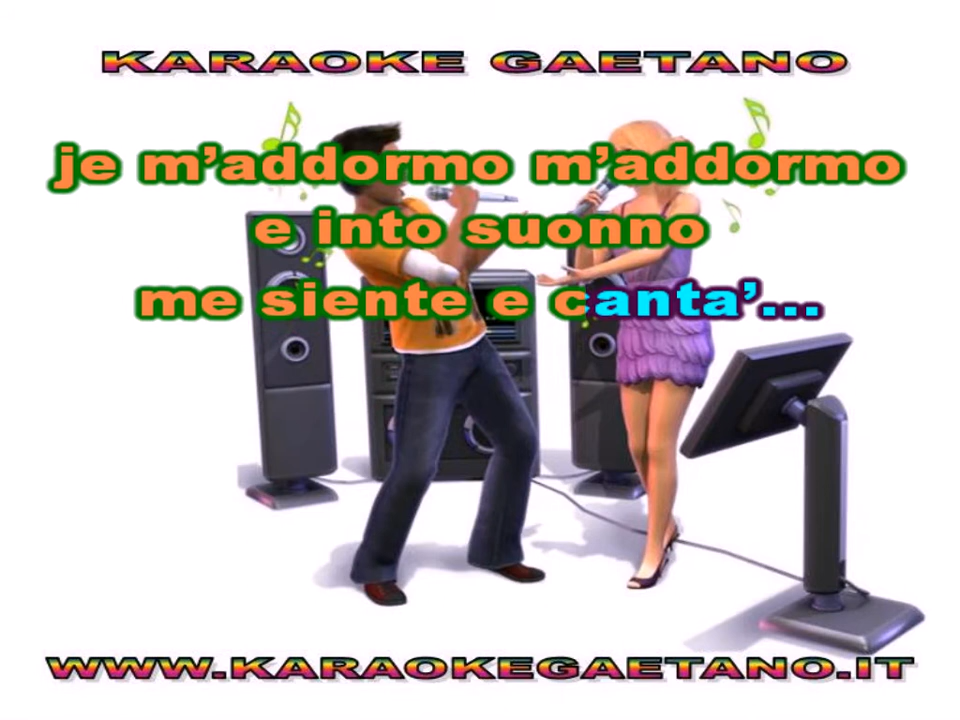 KARAOKE GAETANO
je m’addormo m’addormo
e into suonno
me siente e canta’...
WWW.KARAOKEGAETANO.IT